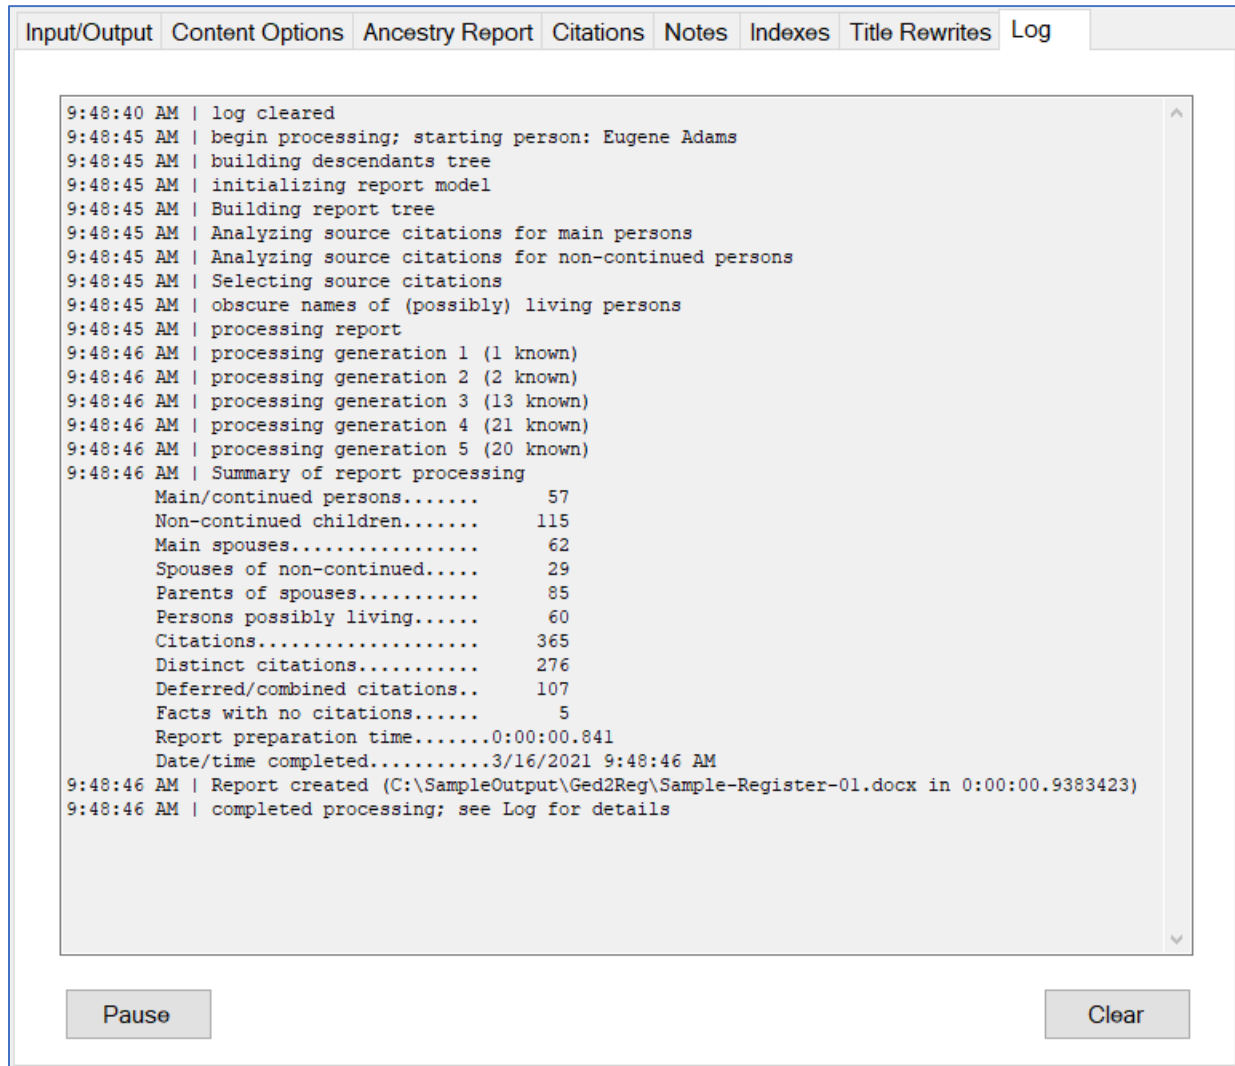 Input/Output Content Options Ancestry Report Citations Notes Indexes Title Rewrites Log
9:48:40 AM | log cleared
9:48:45 AM | begin processing; starting person: Eugene Adams
9:48:45 AM | building descendants tree
9:48:45 AM | initializing report model
9:48:45 AM | Building report tree
9:48:45 AM | Analyzing source citations for main persons
9:48:45 AM | Analyzing source citations for non-continued persons
9:48:45 AM | Selecting source citations
9:48:45 AM | obscure names of (possibly) living persons
9:48:45 AM | processing report
9:48:46 AM | processing generation 1 (1 known)
9:48:46 AM | processing generation 2 (2 known)
9:48:46 AM | processing generation 3 (13 known)
9:48:46 AM | processing generation 4 (21 known)
9:48:46 AM | processing generation 5 (20 known)
9:48:46 AM | Summary of report processing
Main/continued persons....... 57
Non-continued children....... 115
Main spouses................. 62
Spouses of non-continued..... 29
Parents of spouses........... 85
Persons possibly living...... 60
Citations.................... 365
Distinct citations........... 276
Deferred/combined citations.. 107
Facts with no citations...... 5
Report preparation time.......0:00:00.841
Date/time completed...........3/16/2021 9:48:46 AM
9:48:46 AM | Report created (C:\SampleOutput\Ged2Reg\Sample-Register-01.docx in 0:00:00.9383423)
9:48:46 AM | completed processing; see Log for details
Pause Clear